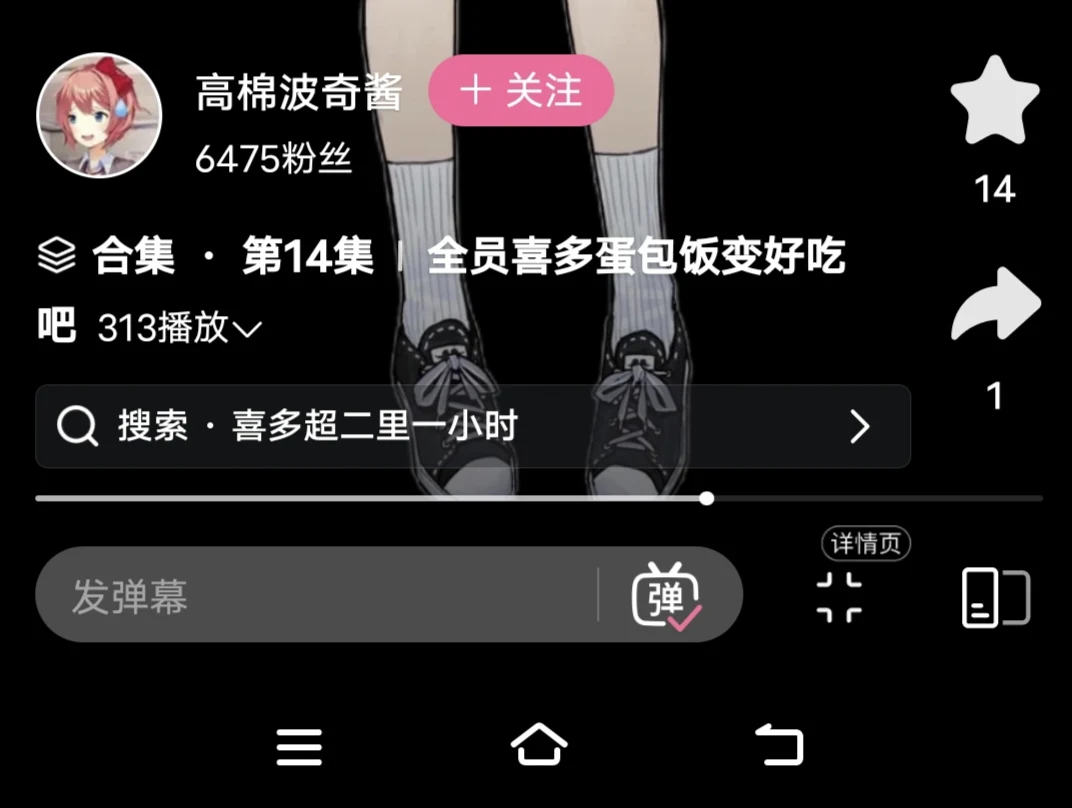 高棉波奇酱
+ 关注
6475粉丝
14
合集 · 第14集 | 全员喜多蛋包饭变好吃
吧 313播放
1
搜索 · 喜多超二里一小时
详情页
发弹幕
弹